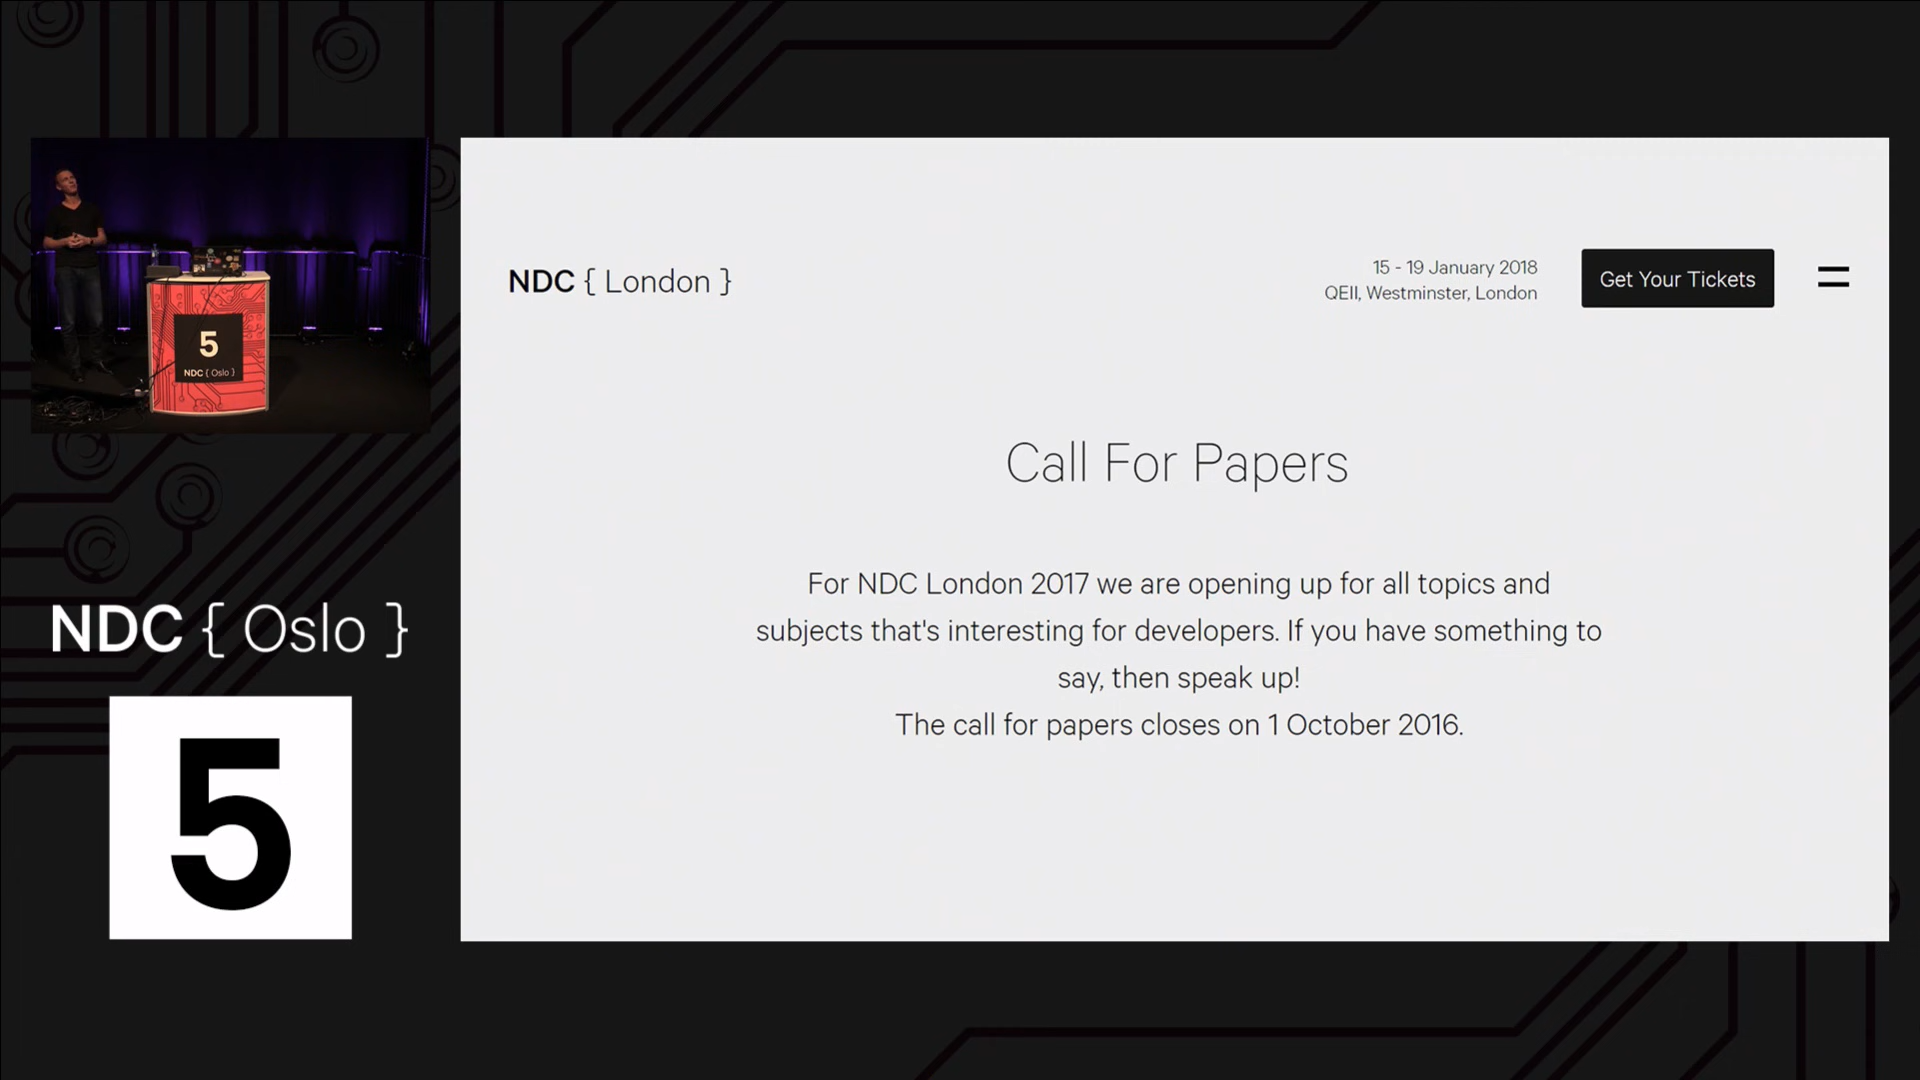 5
NDC { Oslo }
NDC { Oslo }
5
NDC { London }
15 - 19 January 2018
QEII, Westminster, London
Get Your Tickets
Call For Papers
For NDC London 2017 we are opening up for all topics and
subjects that's interesting for developers. If you have something to
say, then speak up!
The call for papers closes on 1 October 2016.